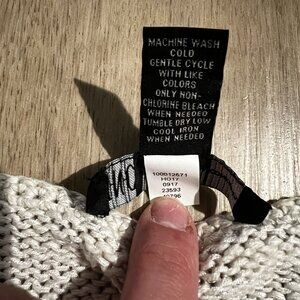 MACHINE WASH
COLD
GENTLE CYCLE
WITH LIKE
COLORS
ONLY NON-
CHLORINE BLEACH
WHEN NEEDED
TUMBLE DRY LOW
COOL IRON
WHEN NEEDED
100012671
HO17
0917
23593